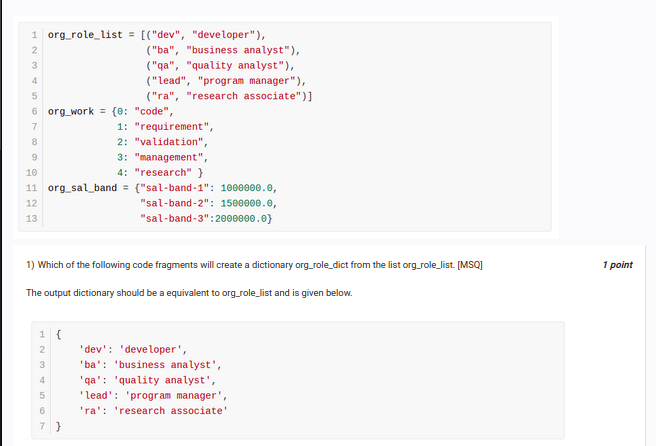 1 org_role_list = [("dev", "developer"),
2 ("ba", "business analyst"),
3 ("qa", "quality analyst"),
4 ("lead", "program manager"),
5 ("ra", "research associate")]
6 org_work = {0: "code",
7 1: "requirement",
8 2: "validation",
9 3: "management",
10 4: "research" }
11 org_sal_band = {"sal-band-1": 1000000.0,
12 "sal-band-2": 1500000.0,
13 "sal-band-3":2000000.0}
1) Which of the following code fragments will create a dictionary org_role_dict from the list org_role_list. [MSQ] 1 point
The output dictionary should be a equivalent to org_role_list and is given below.
1 {
2 'dev': 'developer',
3 'ba': 'business analyst',
4 'qa': 'quality analyst',
5 'lead': 'program manager',
6 'ra': 'research associate'
7 }